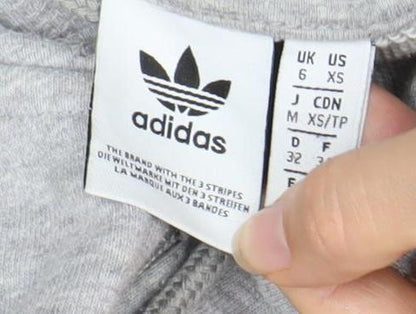 adidas
THE BRAND WITH THE 3 STRIPES
DIE WELTMARKE MIT DEN 3 STREIFEN
LA MARQUE AUX 3 BANDES
UK US
6 XS
J CDN
M XS/TP
D F
32